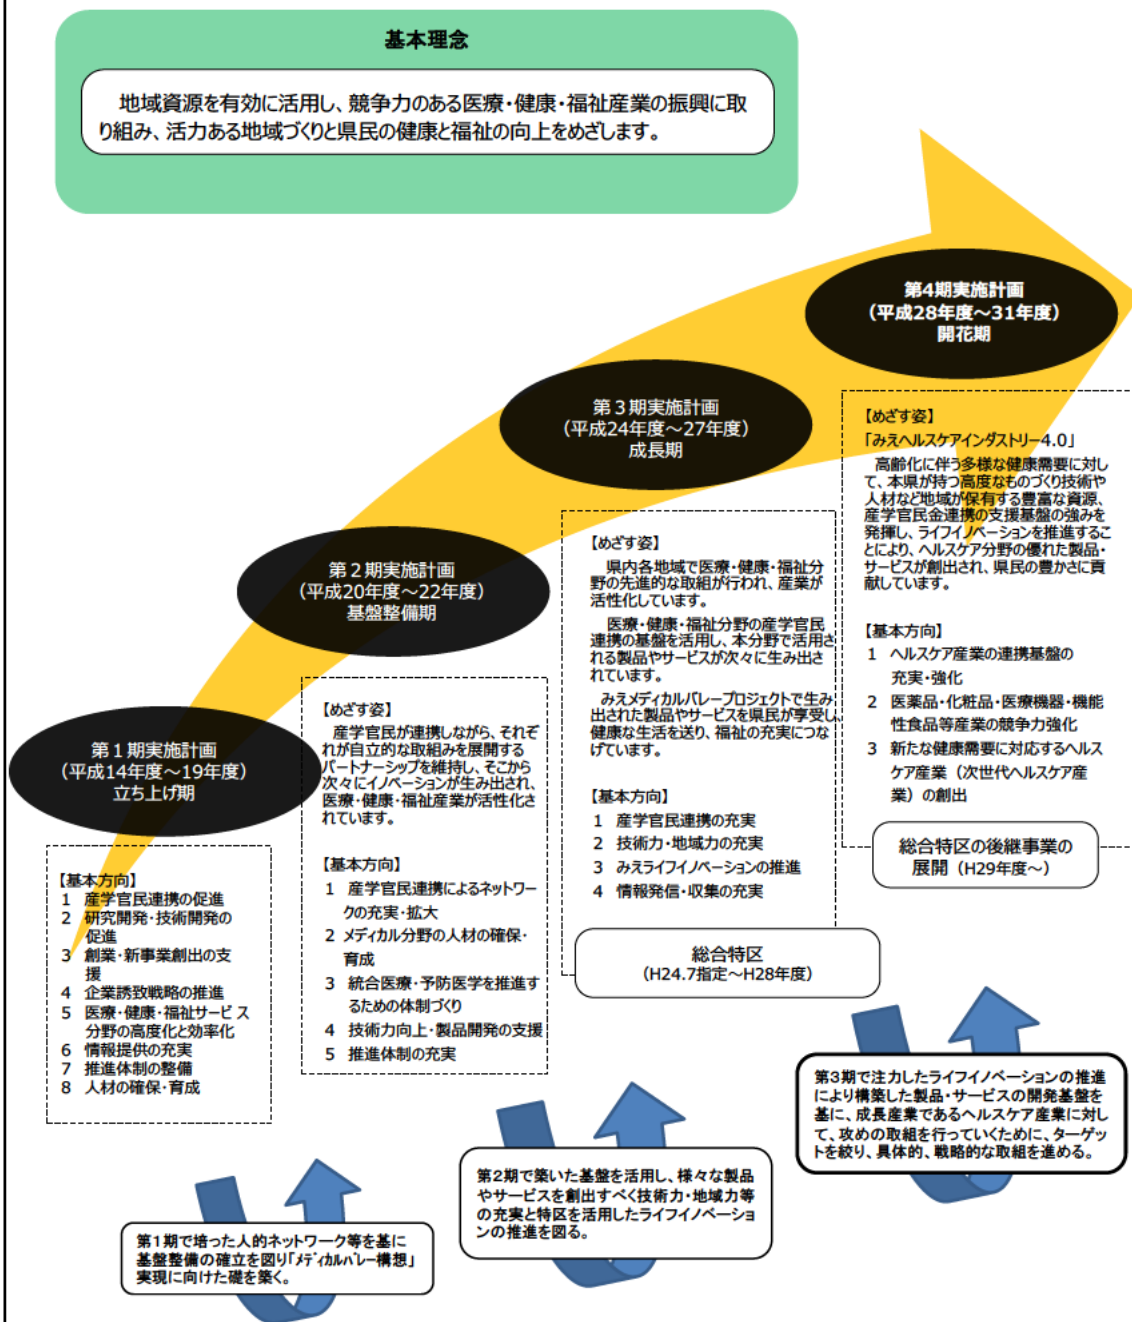 基本理念
地域資源を有効に活用し、競争力のある医療・健康・福祉産業の振興に取
り組み、活力ある地域づくりと県民の健康と福祉の向上をめざします。
第4期実施計画
（平成28年度～31年度）
開花期
第３期実施計画
（平成24年度～27年度）
成長期
第２期実施計画
（平成20年度～22年度）
基盤整備期
第１期実施計画
（平成14年度～19年度）
立ち上げ期
【基本方向】
1 産学官民連携の促進
2 研究開発・技術開発の
促進
3 創業・新事業創出の支
援
4 企業誘致戦略の推進
5 医療・健康・福祉サービス
分野の高度化と効率化
6 情報提供の充実
7 推進体制の整備
8 人材の確保・育成
【めざす姿】
産学官民が連携しながら、それぞ
れが自立的な取組みを展開する
パートナーシップを維持し、そこから
次々にイノベーションが生み出され、
医療・健康・福祉産業が活性化さ
れています。
【基本方向】
1 産学官民連携によるネットワー
クの充実・拡大
2 メディカル分野の人材の確保・
育成
3 統合医療・予防医学を推進す
るための体制づくり
4 技術力向上・製品開発の支援
5 推進体制の充実
【めざす姿】
県内各地域で医療・健康・福祉分
野の先進的な取組が行われ、産業が
活性化しています。
医療・健康・福祉分野の産学官民
連携の基盤を活用し、本分野で活用さ
れる製品やサービスが次々に生み出さ
れています。
みえメディカルバレープロジェクトで生み
出された製品やサービスを県民が享受し、
健康な生活を送り、福祉の充実につな
げています。
【基本方向】
1 産学官民連携の充実
2 技術力・地域力の充実
3 みえライフイノベーションの推進
4 情報発信・収集の充実
総合特区
（H24.7指定～H28年度）
【めざす姿】
「みえヘルスケアインダストリー4.0」
高齢化に伴う多様な健康需要に対し
て、本県が持つ高度なものづくり技術や
人材など地域が保有する豊富な資源、
産学官民金連携の支援基盤の強みを
発揮し、ライフイノベーションを推進するこ
とにより、ヘルスケア分野の優れた製品・
サービスが創出され、県民の豊かさに貢
献しています。
【基本方向】
1 ヘルスケア産業の連携基盤の
充実・強化
2 医薬品・化粧品・医療機器・機能
性食品等産業の競争力強化
3 新たな健康需要に対応するヘルス
ケア産業（次世代ヘルスケア産
業）の創出
総合特区の後継事業の
展開（H29年度～）
第1期で培った人的ネットワーク等を基に
基盤整備の確立を図り「ﾒﾃﾞｨｶﾙﾊﾞﾚｰ構想」
実現に向けた礎を築く。
第2期で築いた基盤を活用し、様々な製品
やサービスを創出すべく技術力・地域力等
の充実と特区を活用したライフイノベーショ
ンの推進を図る。
第3期で注力したライフイノベーションの推進
により構築した製品・サービスの開発基盤を
基に、成長産業であるヘルスケア産業に対し
て、攻めの取組を行っていくために、ターゲッ
トを絞り、具体的、戦略的な取組を進める。